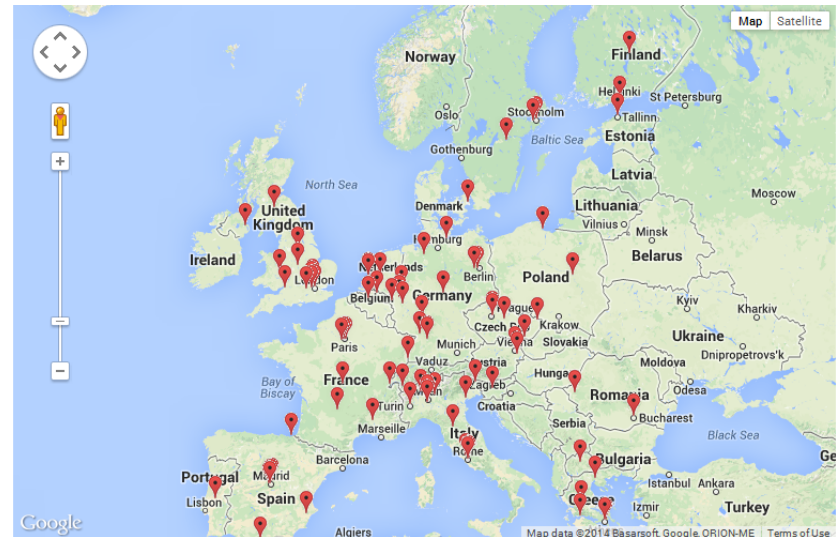 Map Satellite
Norway
Finland
Helsinki
St Petersburg
Oslo
Stockholm
Tallinn
Estonia
Baltic Sea
Gothenburg
North Sea
Latvia
Moscow
Denmark
Lithuania
United
Kingdom
Vilnius
Minsk
Hamburg
Ireland
Belarus
Netherlands
Berlin
Poland
London
Belgium
Germany
Prague
Kyiv
Kharkiv
Czech Rep
Krakow
Ukraine
Paris
Munich
Vienna
Slovakia
Dnipropetrovs'k
Vaduz
Austria
Moldova
France
Hungary
Zagreb
Odesa
Bay of
Biscay
Milan
Turin
Croatia
Romania
Bucharest
Marseille
Serbia
Italy
Black Sea
Barcelona
Rome
Bulgaria
Ge
Portugal
Madrid
Istanbul Ankara
Lisbon
Spain
Greece
Izmir
Turkey
Google
Algiers
Map data ©2014 Basarsoft, Google, ORION-ME Terms of Use